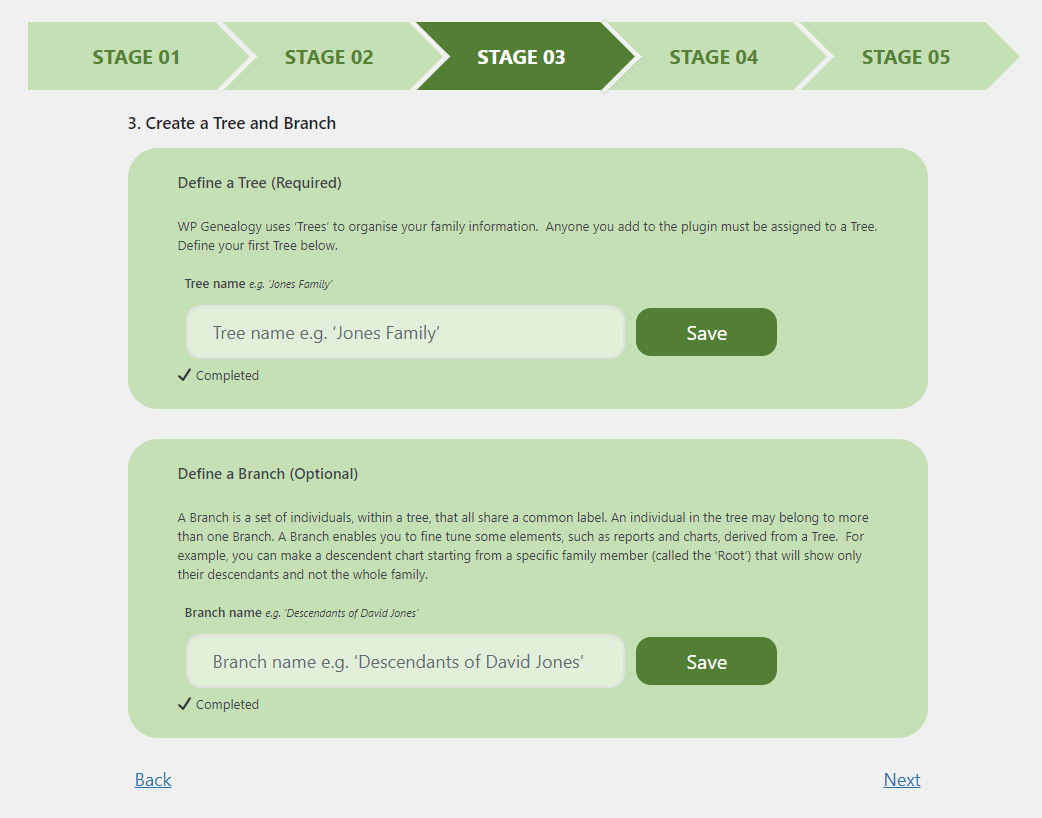 STAGE 01 STAGE 02 STAGE 03 STAGE 04 STAGE 05
3. Create a Tree and Branch
Define a Tree (Required)
WP Genealogy uses ‘Trees’ to organise your family information.  Anyone you add to the plugin must be assigned to a Tree.
Define your first Tree below.
Tree name e.g. ‘Jones Family’
Tree name e.g. ‘Jones Family’ Save
✓ Completed
Define a Branch (Optional)
A Branch is a set of individuals, within a tree, that all share a common label. An individual in the tree may belong to more
than one Branch. A Branch enables you to fine tune some elements, such as reports and charts, derived from a Tree.  For
example, you can make a descendent chart starting from a specific family member (called the ‘Root’) that will show only
their descendants and not the whole family.
Branch name e.g. ‘Descendants of David Jones’
Branch name e.g. ‘Descendants of David Jones’ Save
✓ Completed
Back Next